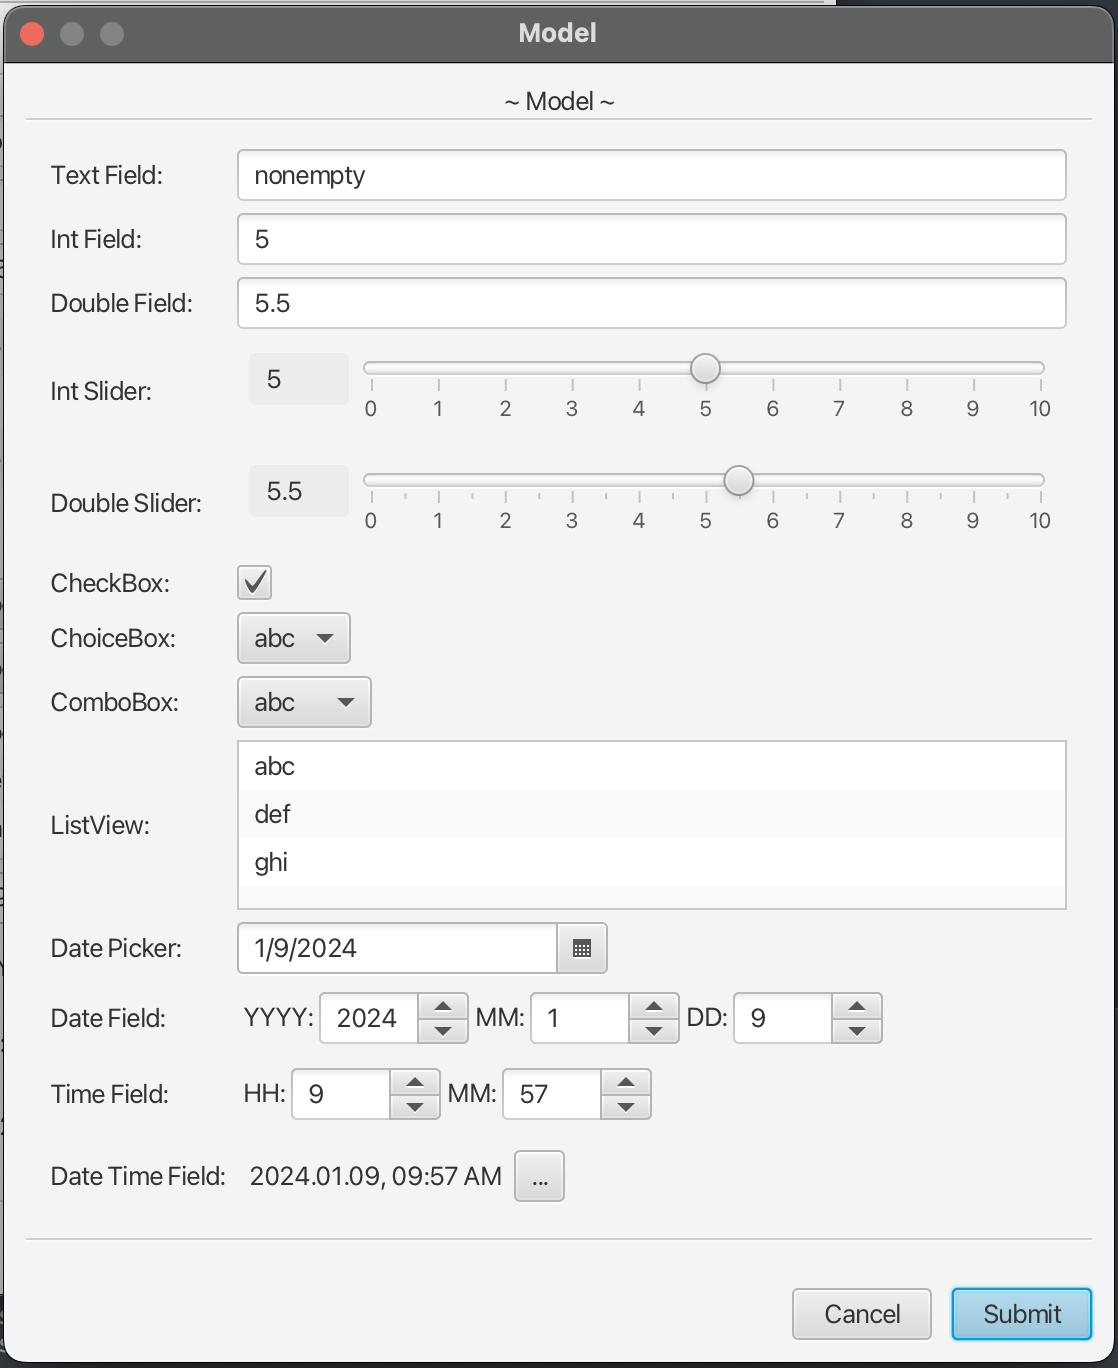 Model
~ Model ~
Text Field: nonempty
Int Field: 5
Double Field: 5.5
Int Slider: 5
0 1 2 3 4 5 6 7 8 9 10
Double Slider: 5.5
0 1 2 3 4 5 6 7 8 9 10
CheckBox:
ChoiceBox: abc
ComboBox: abc
ListView:
abc
def
ghi
Date Picker: 1/9/2024
Date Field: YYYY: 2024 MM: 1 DD: 9
Time Field: HH: 9 MM: 57
Date Time Field: 2024.01.09, 09:57 AM ...
Cancel Submit